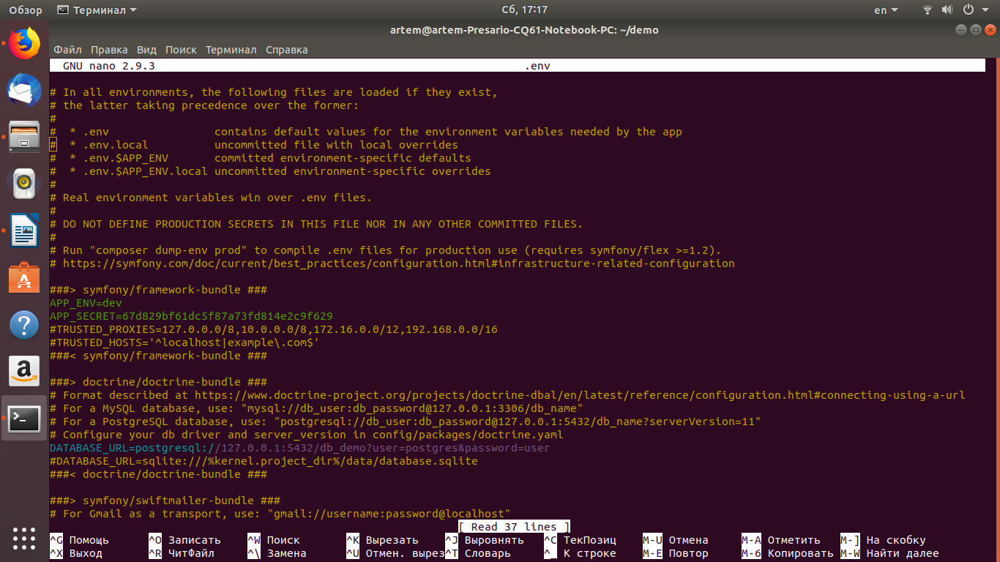 Обзор Терминал Сб, 17:17 en
artem@artem-Presario-CQ61-Notebook-PC: ~/demo
Файл Правка Вид Поиск Терминал Справка
GNU nano 2.9.3 .env
# In all environments, the following files are loaded if they exist,
# the latter taking precedence over the former:
#
#  * .env                contains default values for the environment variables needed by the app
#  * .env.local          uncommitted file with local overrides
#  * .env.$APP_ENV       committed environment-specific defaults
#  * .env.$APP_ENV.local uncommitted environment-specific overrides
#
# Real environment variables win over .env files.
#
# DO NOT DEFINE PRODUCTION SECRETS IN THIS FILE NOR IN ANY OTHER COMMITTED FILES.
#
# Run "composer dump-env prod" to compile .env files for production use (requires symfony/flex >=1.2).
# https://symfony.com/doc/current/best_practices/configuration.html#infrastructure-related-configuration
###> symfony/framework-bundle ###
APP_ENV=dev
APP_SECRET=67d829bf61dc5f87a73fd814e2c9f629
#TRUSTED_PROXIES=127.0.0.0/8,10.0.0.0/8,172.16.0.0/12,192.168.0.0/16
#TRUSTED_HOSTS='^localhost|example\.com$'
###< symfony/framework-bundle ###
###> doctrine/doctrine-bundle ###
# Format described at https://www.doctrine-project.org/projects/doctrine-dbal/en/latest/reference/configuration.html#connecting-using-a-url
# For a MySQL database, use: "mysql://db_user:db_password@127.0.0.1:3306/db_name"
# For a PostgreSQL database, use: "postgresql://db_user:db_password@127.0.0.1:5432/db_name?serverVersion=11"
# Configure your db driver and server_version in config/packages/doctrine.yaml
DATABASE_URL=postgresql://127.0.0.1:5432/db_demo?user=postgres&password=user
#DATABASE_URL=sqlite:///%kernel.project_dir%/data/database.sqlite
###< doctrine/doctrine-bundle ###
###> symfony/swiftmailer-bundle ###
# For Gmail as a transport, use: "gmail://username:password@localhost"
[ Read 37 lines ]
^G Помощь ^O Записать ^W Поиск ^K Вырезать ^J Выровнять ^C ТекПозиц M-U Отмена M-A Отметить M-] На скобку
^X Выход ^R ЧитФайл ^\ Замена ^U Отмен. вырез ^T Словарь ^_ К строке M-E Повтор M-6 Копировать M-W Найти далее